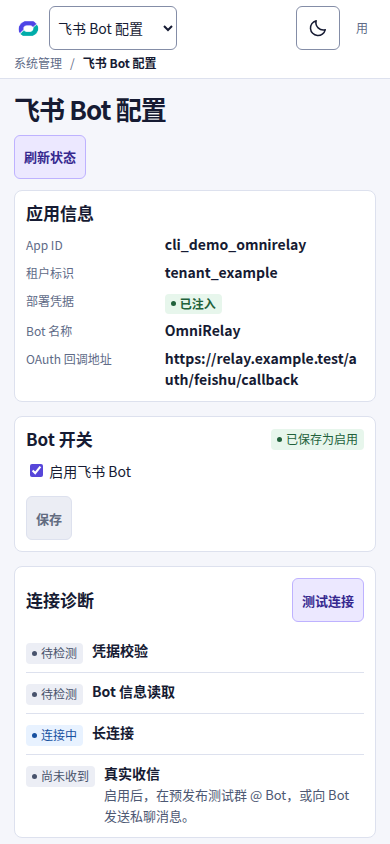 飞书 Bot 配置
用
系统管理 / 飞书 Bot 配置
飞书 Bot 配置
刷新状态
应用信息
App ID cli_demo_omnirelay
租户标识 tenant_example
部署凭据 已注入
Bot 名称 OmniRelay
OAuth 回调地址 https://relay.example.test/a
uth/feishu/callback
Bot 开关 已保存为启用
启用飞书 Bot
保存
连接诊断 测试连接
待检测 凭据校验
待检测 Bot 信息读取
连接中 长连接
尚未收到 真实收信
启用后，在预发布测试群 @ Bot，或向 Bot
发送私聊消息。